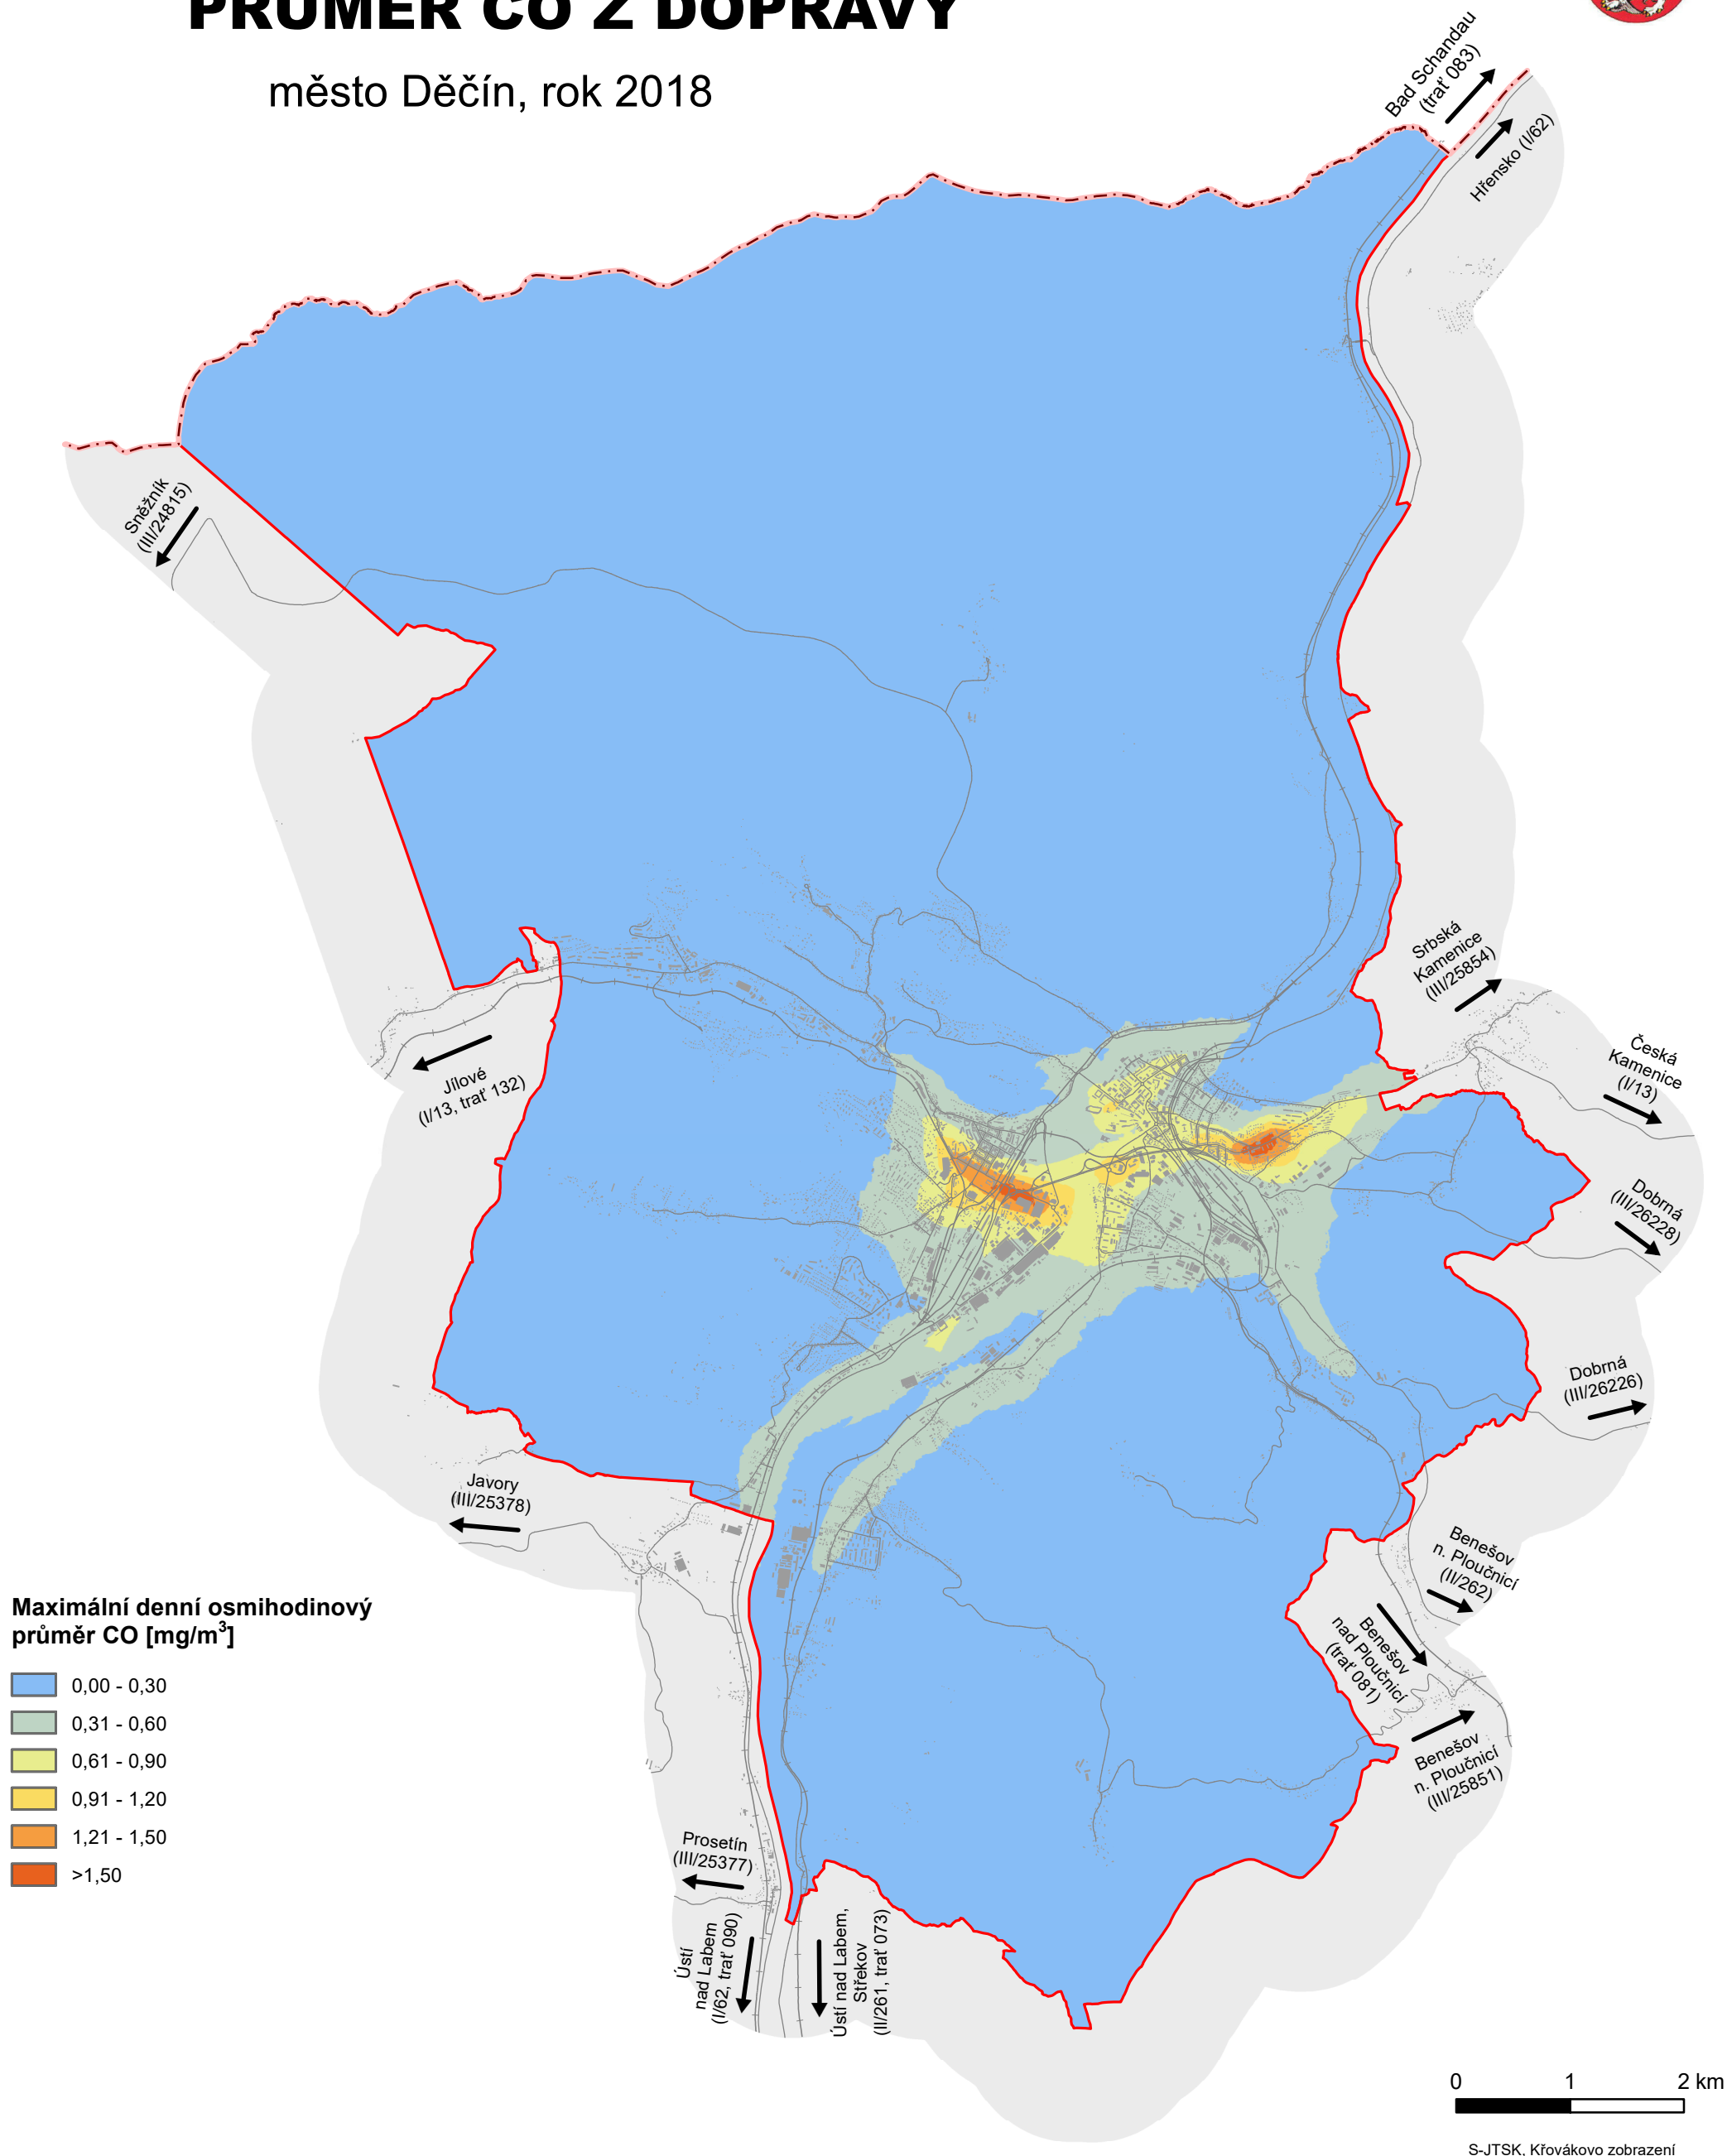 PRŮMĚR CO Z DOPRAVY
město Děčín, rok 2018
Bad Schandau
(trať 083)
Hřensko (I/62)
Sněžník
(III/24815)
Srbská
Kamenice
(III/25854)
Česká
Kamenice
(I/13)
Jílové
(I/13, trať 132)
Dobrná
(III/26228)
Dobrná
(III/26226)
Javory
(III/25378)
Benešov
n. Ploučnicí
(II/262)
Benešov
nad Ploučnicí
(trať 081)
Benešov
n. Ploučnicí
(III/25851)
Maximální denní osmihodinový
průměr CO [mg/m³]
0,00 - 0,30
0,31 - 0,60
0,61 - 0,90
0,91 - 1,20
1,21 - 1,50
>1,50
Prosetín
(III/25377)
Ústí
nad Labem
(I/62, trať 090)
Ústí nad Labem,
Střekov
(II/261, trať 073)
0 1 2 km
S-JTSK, Křovákovo zobrazení